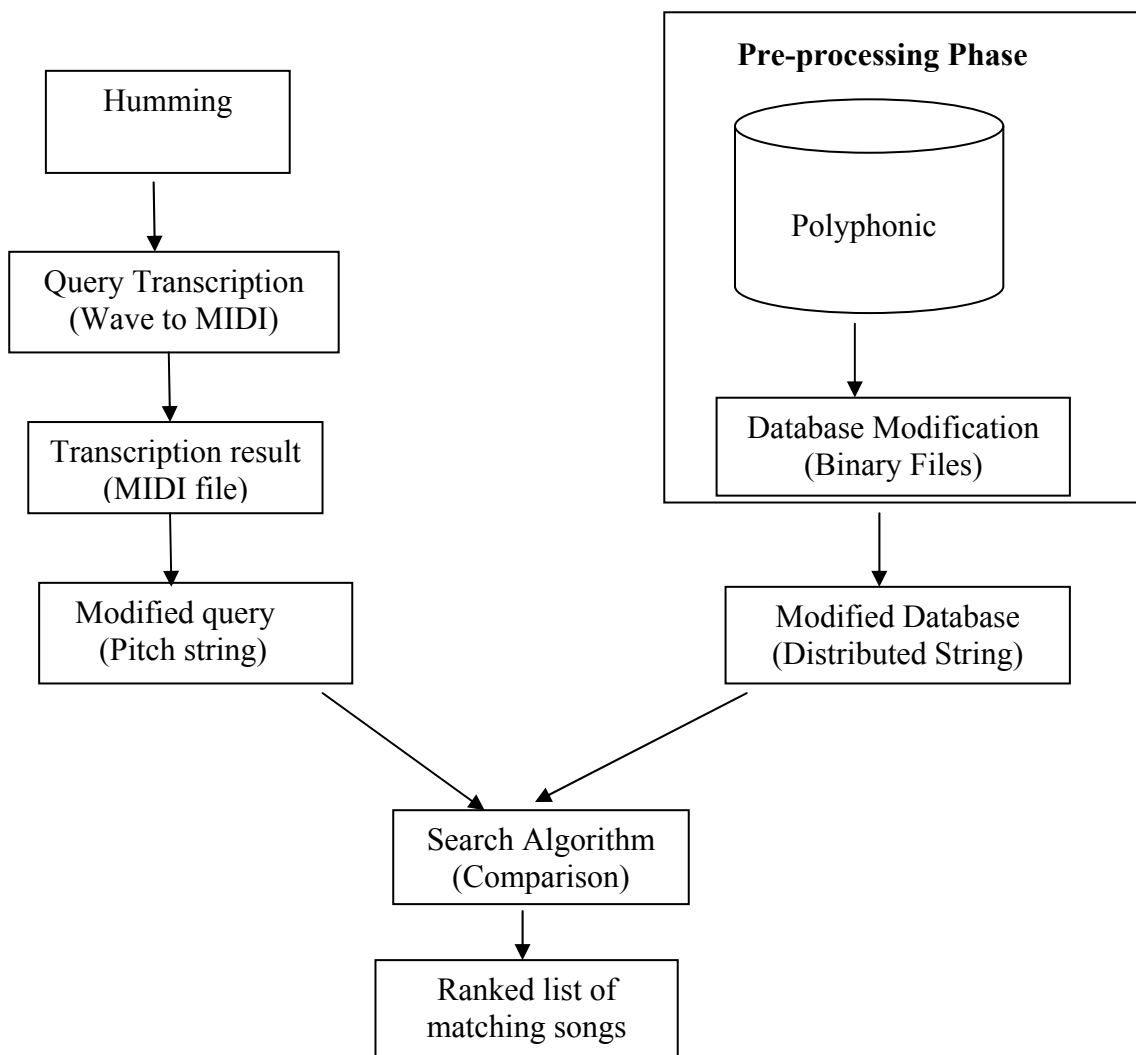 Pre-processing Phase
Humming
Polyphonic
Query Transcription
(Wave to MIDI)
Transcription result
(MIDI file)
Database Modification
(Binary Files)
Modified query
(Pitch string)
Modified Database
(Distributed String)
Search Algorithm
(Comparison)
Ranked list of
matching songs